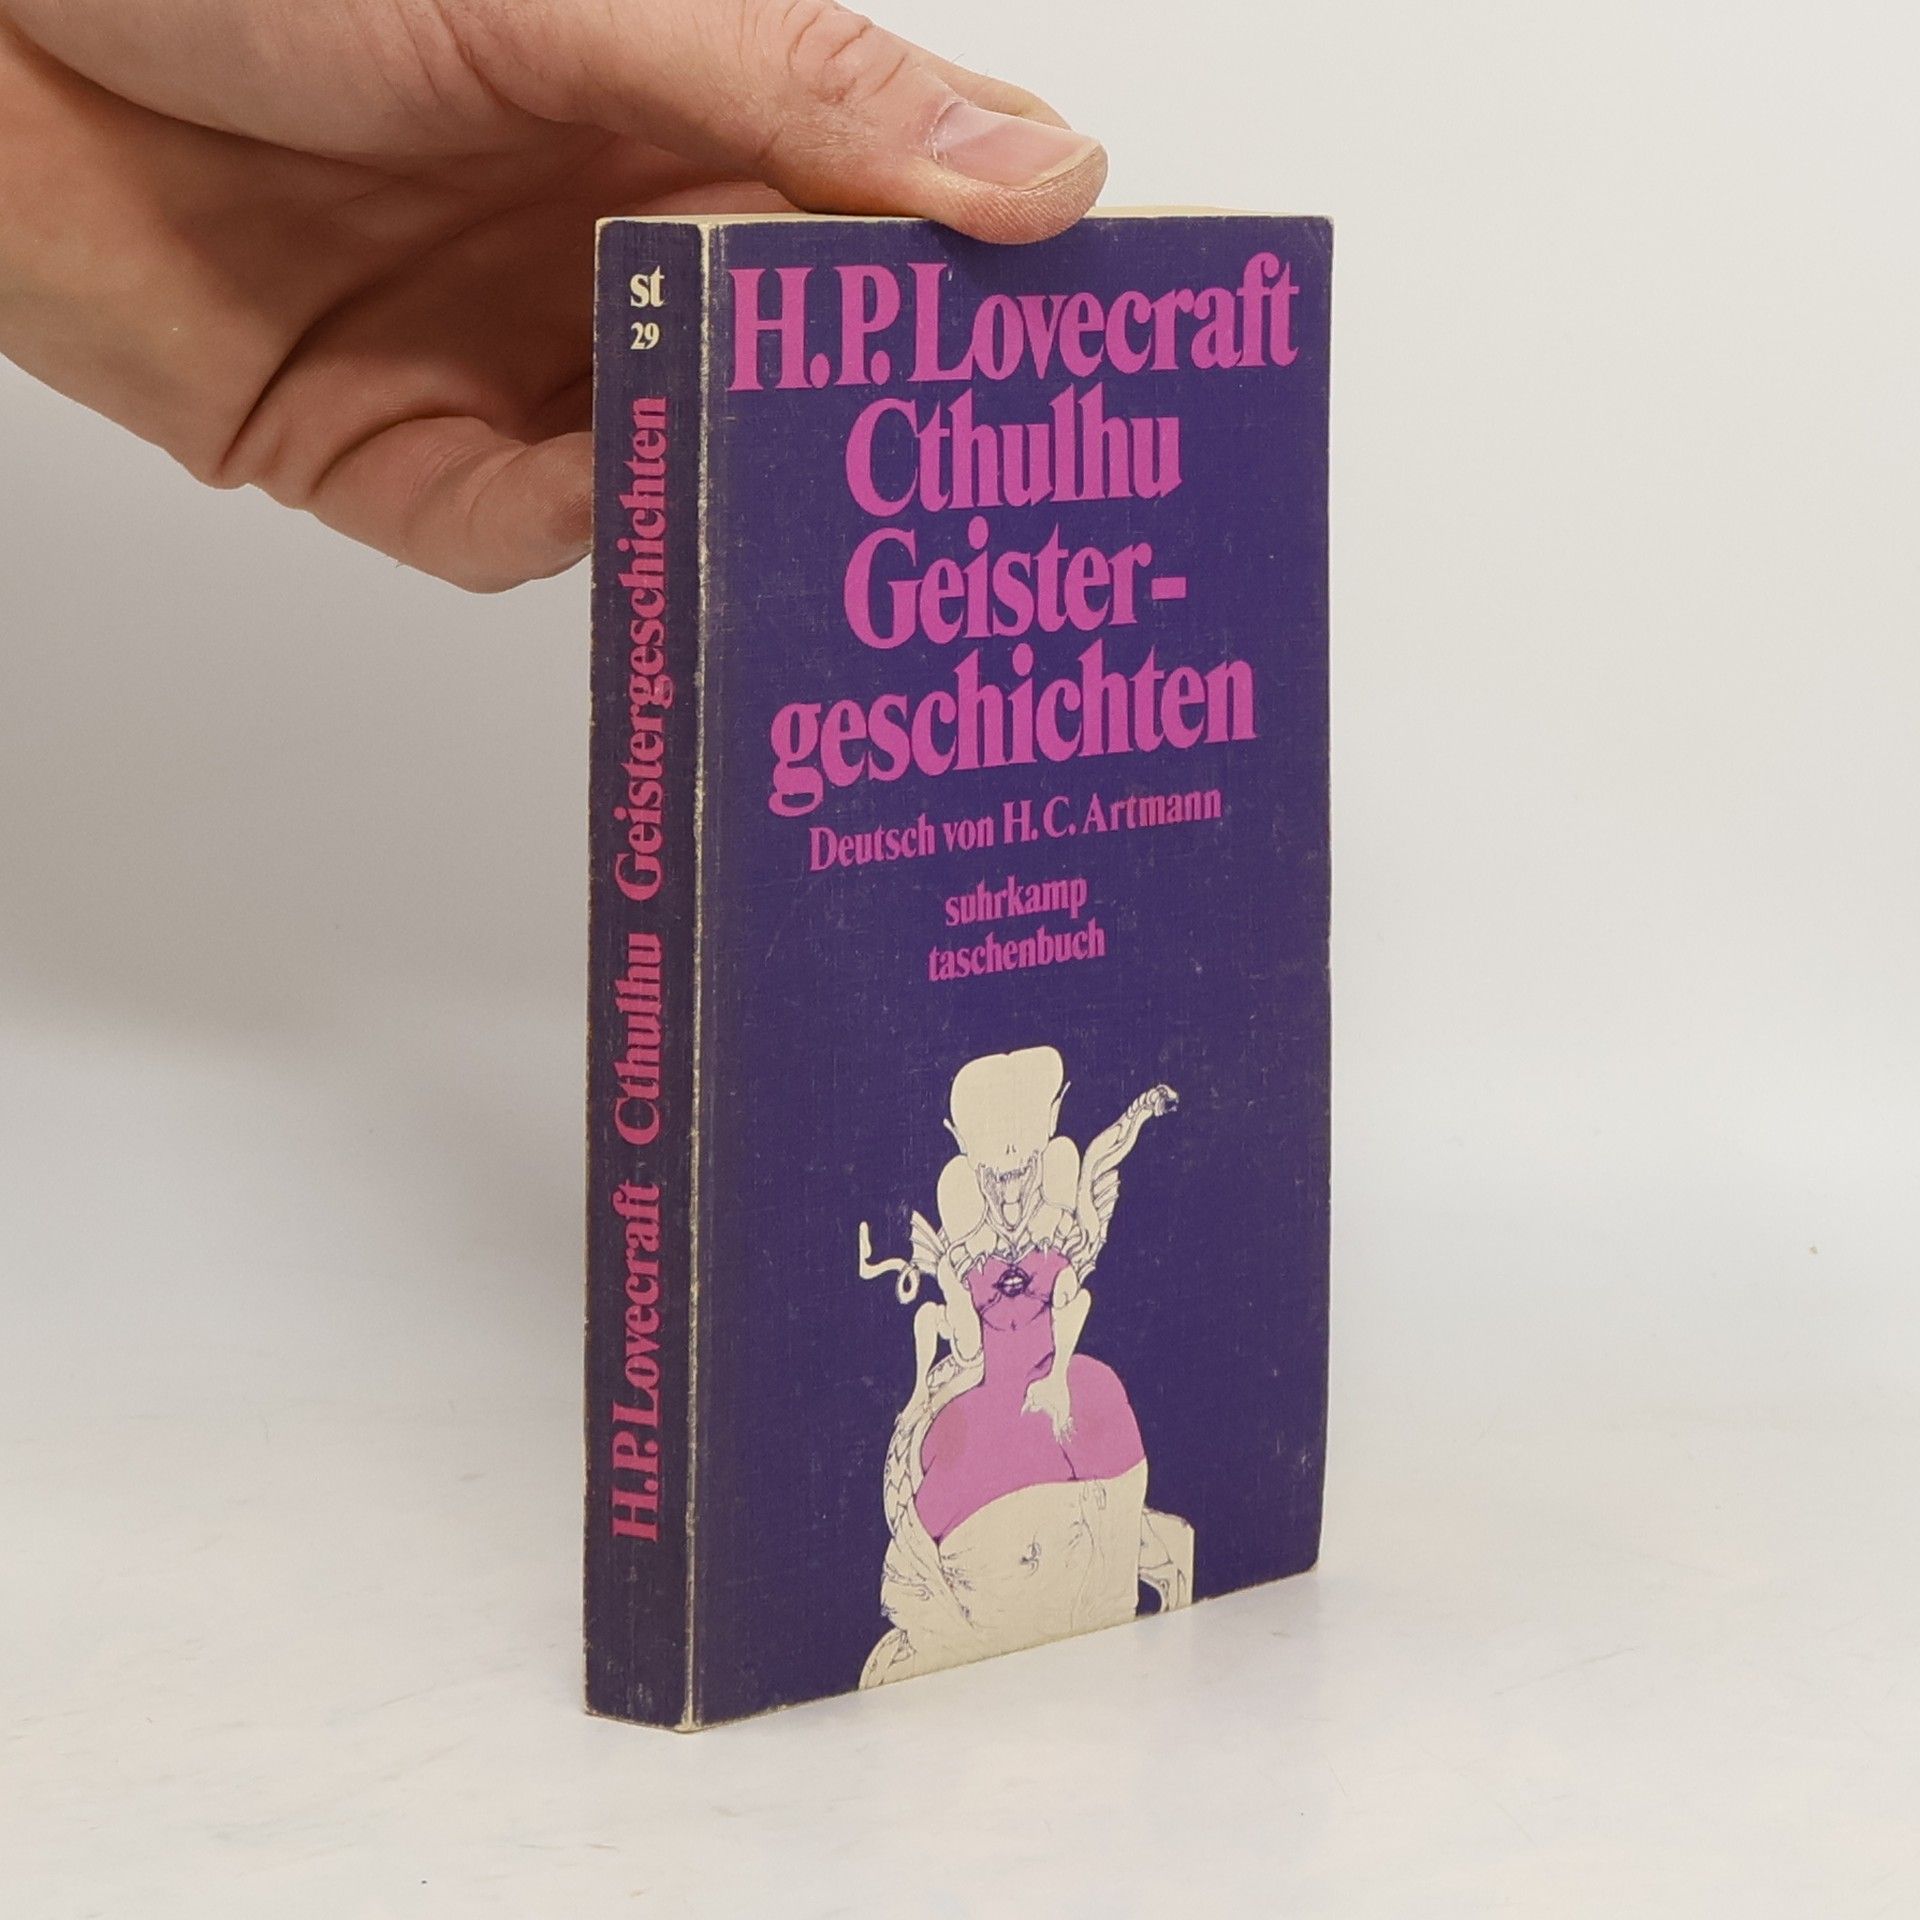 st
29
H.P. Lovecraft Cthulhu Geistergeschichten
H.P. Lovecraft
Cthulhu
Geister-
geschichten
Deutsch von H. C. Artmann
suhrkamp
taschenbuch